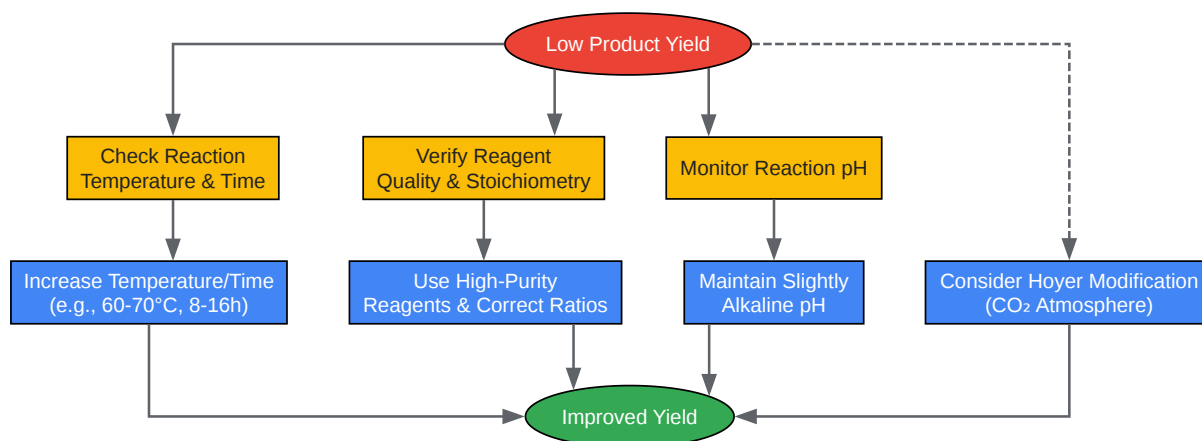 Low Product Yield
Check Reaction
Temperature & Time
Verify Reagent
Quality & Stoichiometry
Monitor Reaction pH
Increase Temperature/Time
(e.g., 60-70°C, 8-16h)
Use High-Purity
Reagents & Correct Ratios
Maintain Slightly
Alkaline pH
Consider Hoyer Modification
(CO₂ Atmosphere)
Improved Yield